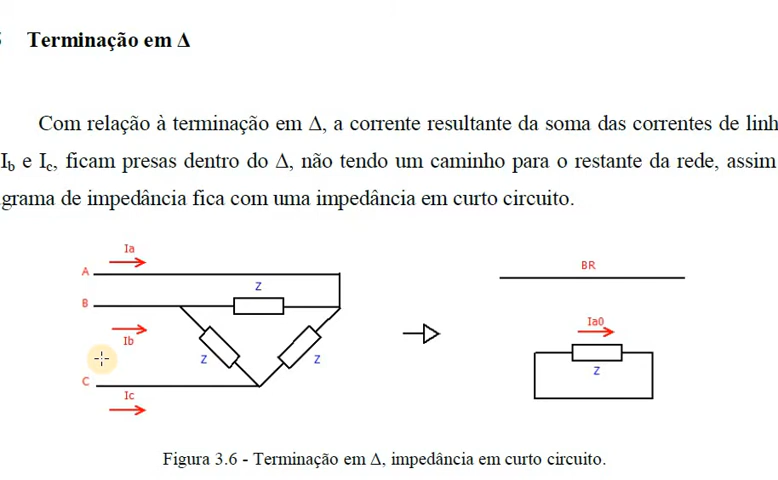 Terminação em Δ
Com relação à terminação em Δ, a corrente resultante da soma das correntes de linh
I_b e I_c, ficam presas dentro do Δ, não tendo um caminho para o restante da rede, assim
grama de impedância fica com uma impedância em curto circuito.
Ia
A
Z
B
Ib
Z
Z
C
Ic
BR
Ia0
Z
Figura 3.6 - Terminação em Δ, impedância em curto circuito.